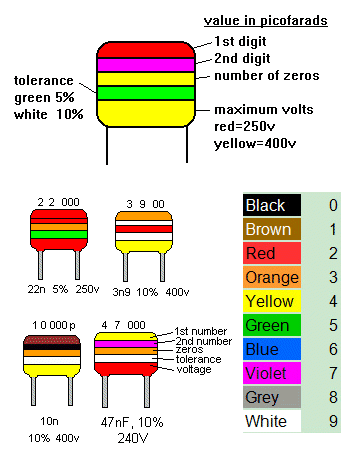 value in picofarads
1st digit
2nd digit
number of zeros
tolerance
green 5%
white 10%
maximum volts
red=250v
yellow=400v
2 2 000
3 9 00
22n 5% 250v
3n9 10% 400v
1 0 000 p
4 7 000
1st number
2nd number
zeros
tolerance
voltage
10n
10% 400v
47nF, 10%
240V
Black 0
Brown 1
Red 2
Orange 3
Yellow 4
Green 5
Blue 6
Violet 7
Grey 8
White 9